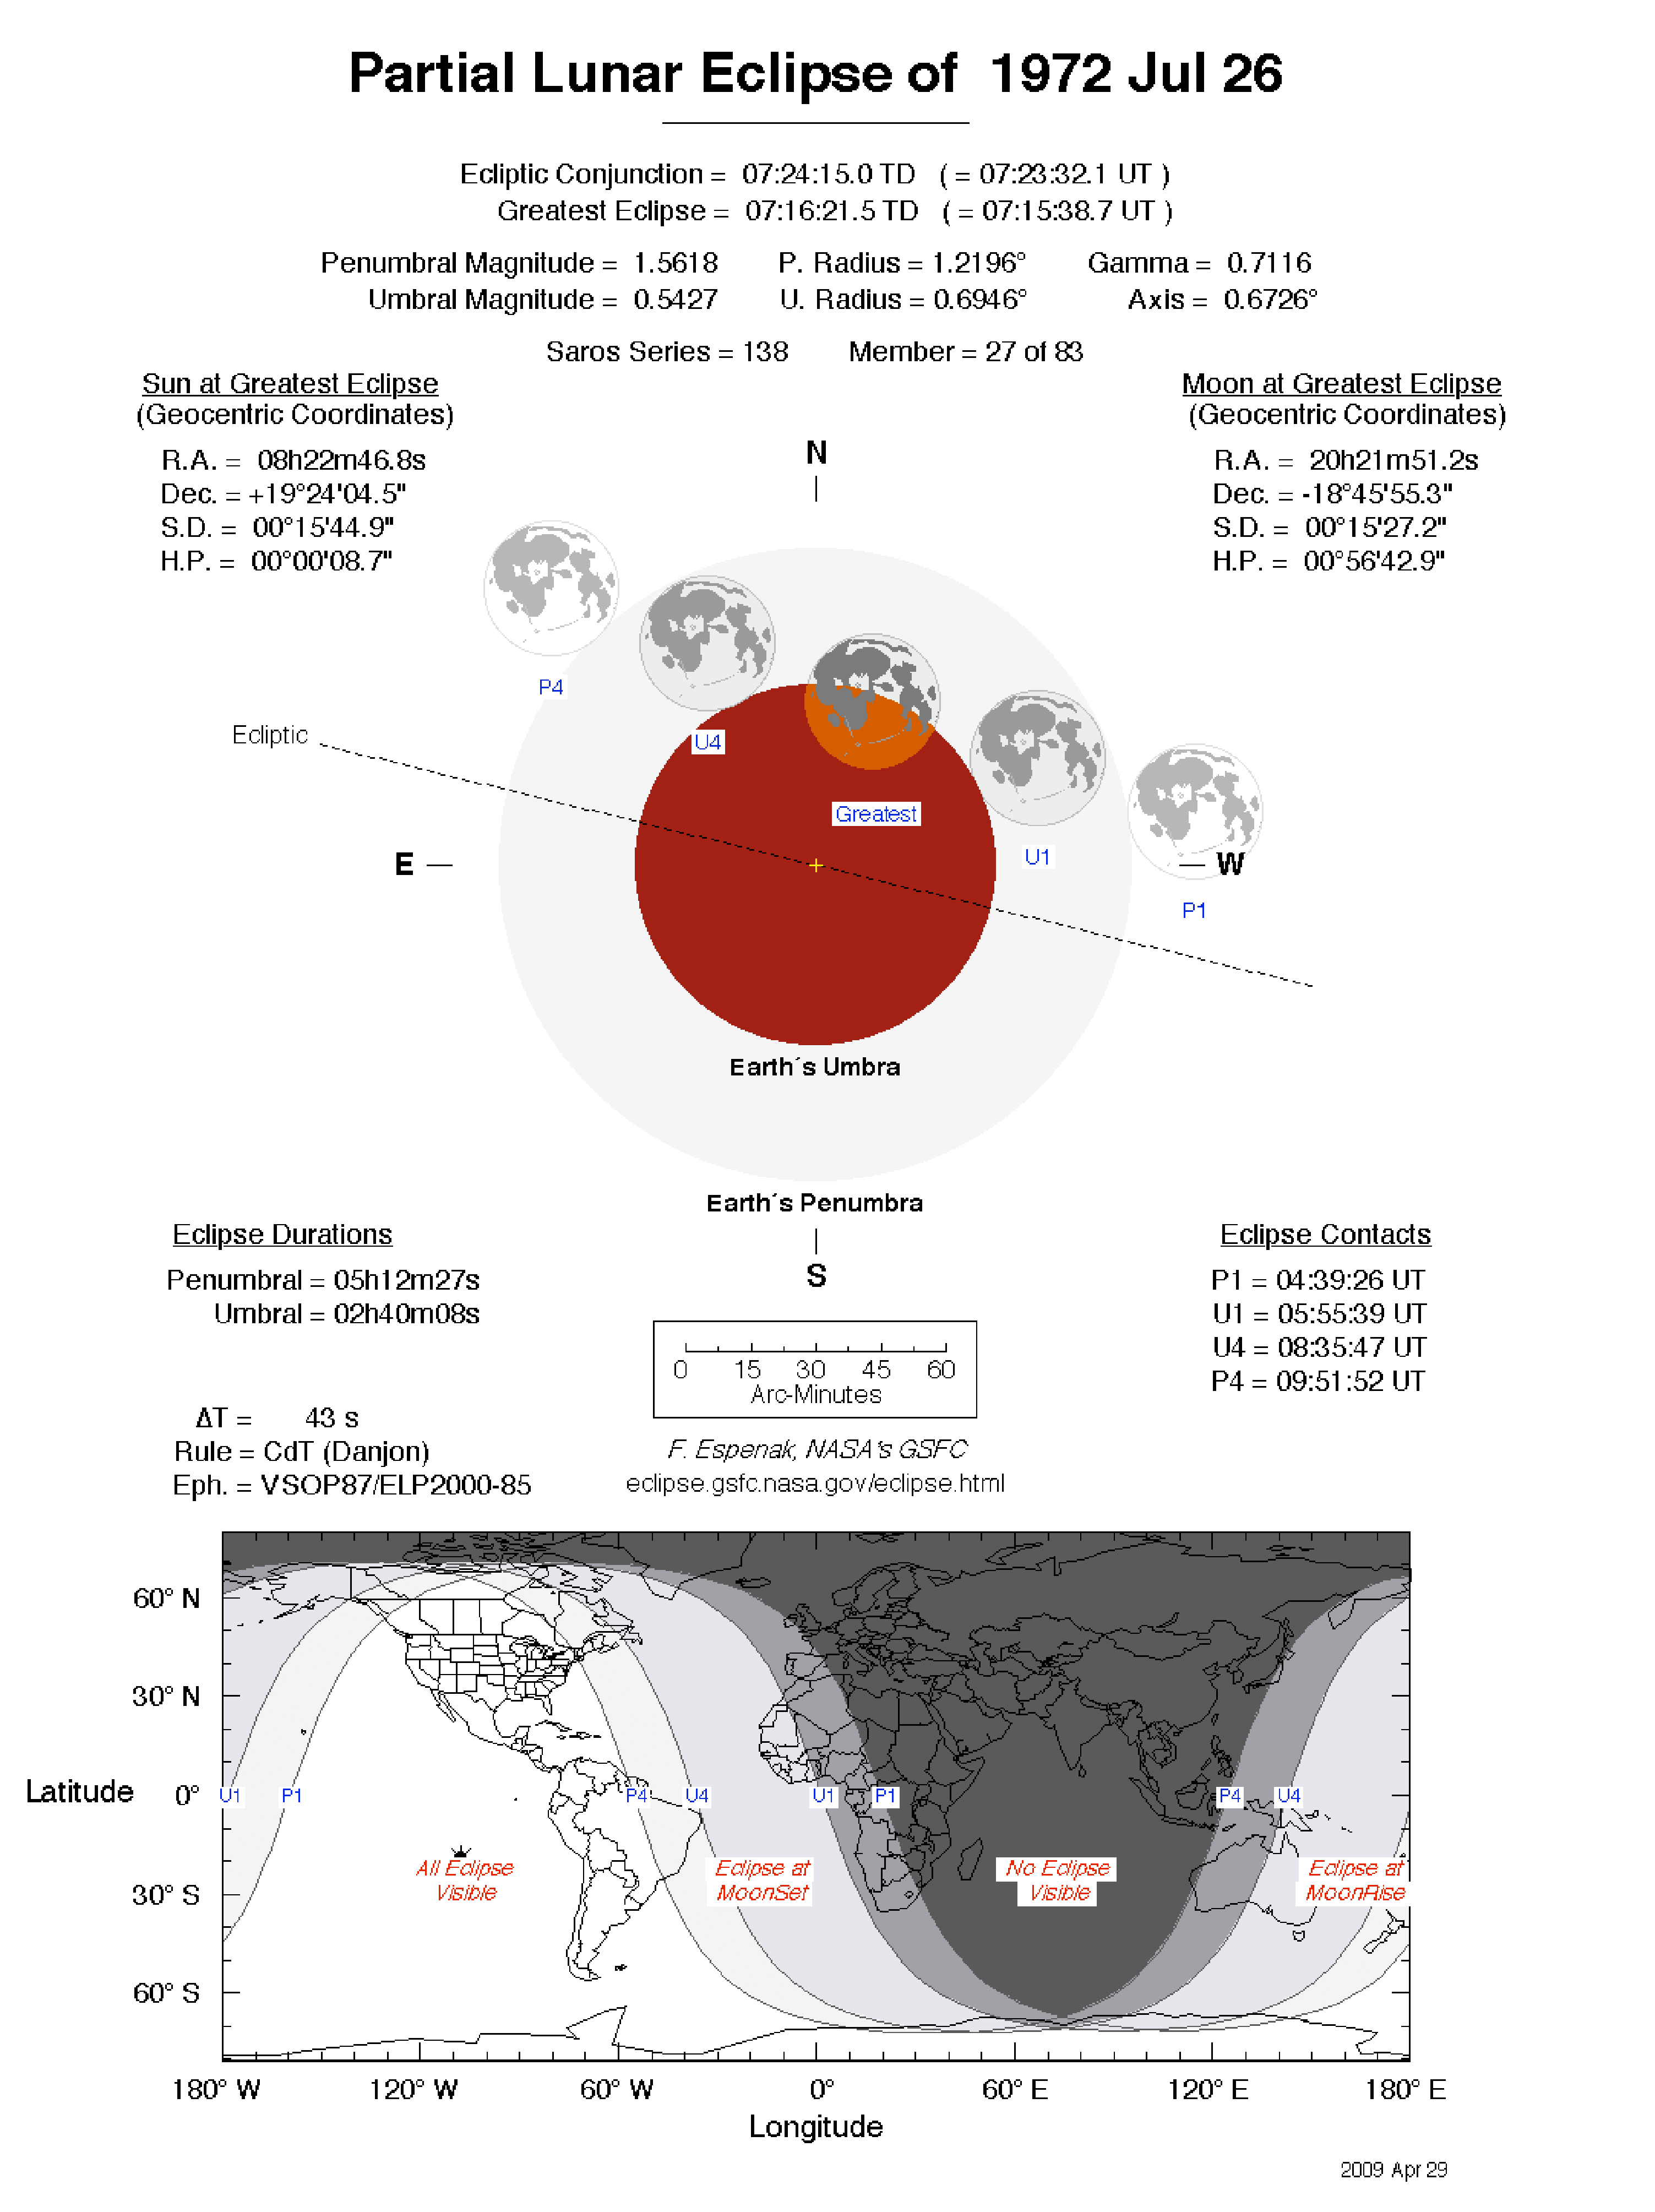 Partial Lunar Eclipse of 1972 Jul 26
Ecliptic Conjunction = 07:24:15.0 TD ( = 07:23:32.1 UT )
Greatest Eclipse = 07:16:21.5 TD ( = 07:15:38.7 UT )
Penumbral Magnitude = 1.5618 P. Radius = 1.2196° Gamma = 0.7116
Umbral Magnitude = 0.5427 U. Radius = 0.6946° Axis = 0.6726°
Saros Series = 138 Member = 27 of 83
Sun at Greatest Eclipse
(Geocentric Coordinates)
R.A. = 08h22m46.8s
Dec. = +19°24'04.5"
S.D. = 00°15'44.9"
H.P. = 00°00'08.7"
Moon at Greatest Eclipse
(Geocentric Coordinates)
R.A. = 20h21m51.2s
Dec. = -18°45'55.3"
S.D. = 00°15'27.2"
H.P. = 00°56'42.9"
N
P4
Ecliptic
U4
Greatest
U1
E
W
P1
Earth´s Umbra
Earth´s Penumbra
S
Eclipse Durations
Penumbral = 05h12m27s
Umbral = 02h40m08s
Eclipse Contacts
P1 = 04:39:26 UT
U1 = 05:55:39 UT
U4 = 08:35:47 UT
P4 = 09:51:52 UT
0 15 30 45 60
Arc-Minutes
ΔT = 43 s
Rule = CdT (Danjon)
Eph. = VSOP87/ELP2000-85
F. Espenak, NASA's GSFC
eclipse.gsfc.nasa.gov/eclipse.html
60° N
30° N
Latitude 0°
U1 P1 P4 U4 U1 P1 P4 U4
All Eclipse
Visible
Eclipse at
MoonSet
No Eclipse
Visible
Eclipse at
MoonRise
30° S
60° S
180° W 120° W 60° W 0° 60° E 120° E 180° E
Longitude
2009 Apr 29